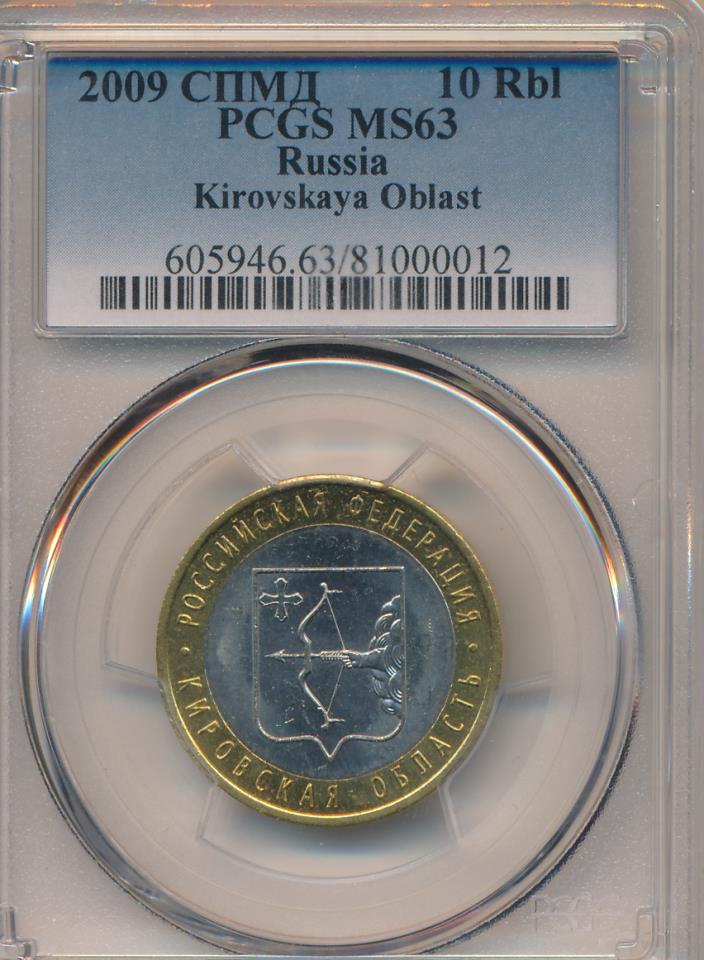 2009 СПМД 10 Rbl
PCGS MS63
Russia
Kirovskaya Oblast
605946.63/81000012
РОССИЙСКАЯ ФЕДЕРАЦИЯ
КИРОВСКАЯ ОБЛАСТЬ